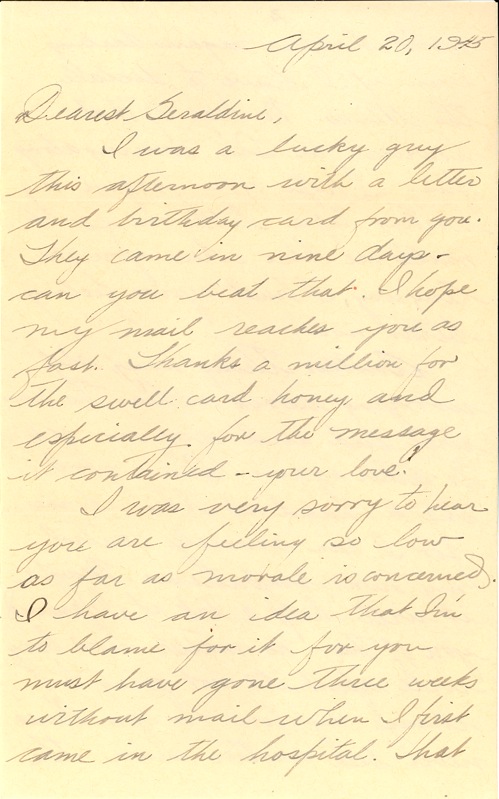 April 20, 1945
Dearest Geraldine,
I was a lucky guy
this afternoon with a letter
and birthday card from you.
They came in nine days -
can you beat that. I hope
my mail reaches you as
fast. Thanks a million for
the swell card honey and
especially for the message
it contained - your love!
I was very sorry to hear
you are feeling so low
as far as morale is concerned.
I have an idea that I'm
to blame for it for you
must have gone three weeks
without mail when I first
came in the hospital. That